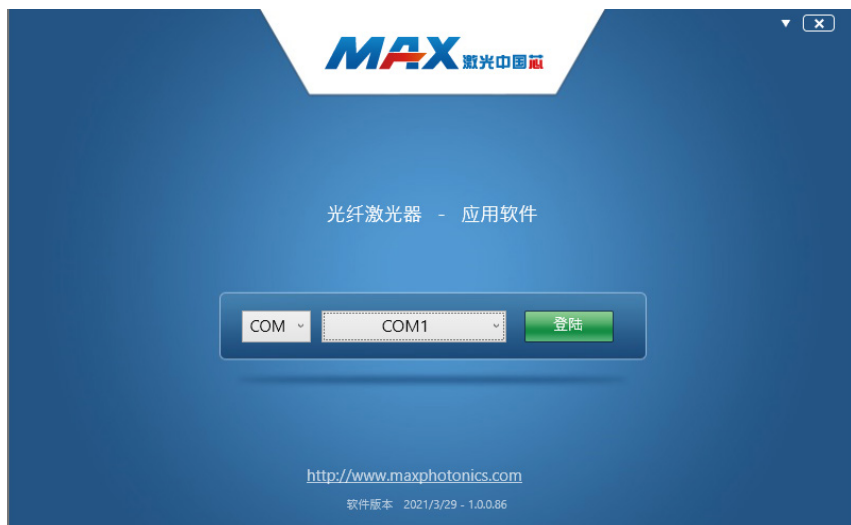 MAX 激光中国芯
光纤激光器 - 应用软件
COM COM1 登陆
http://www.maxphotonics.com
软件版本 2021/3/29 - 1.0.0.86